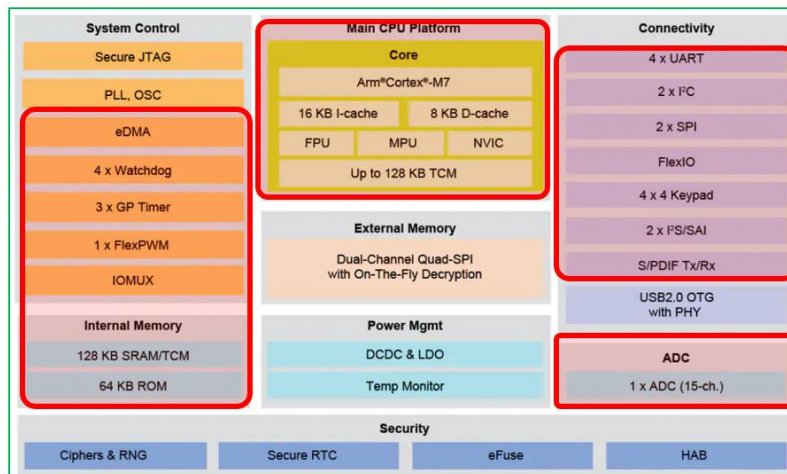 System Control
Secure JTAG
PLL, OSC
eDMA
4 x Watchdog
3 x GP Timer
1 x FlexPWM
IOMUX
Internal Memory
128 KB SRAM/TCM
64 KB ROM
Main CPU Platform
Core
Arm®Cortex®-M7
16 KB I-cache
8 KB D-cache
FPU
MPU
NVIC
Up to 128 KB TCM
External Memory
Dual-Channel Quad-SPI
with On-The-Fly Decryption
Power Mgmt
DCDC & LDO
Temp Monitor
Connectivity
4 x UART
2 x I²C
2 x SPI
FlexIO
4 x 4 Keypad
2 x I²S/SAI
S/PDIF Tx/Rx
USB2.0 OTG
with PHY
ADC
1 x ADC (15-ch.)
Security
Ciphers & RNG
Secure RTC
eFuse
HAB